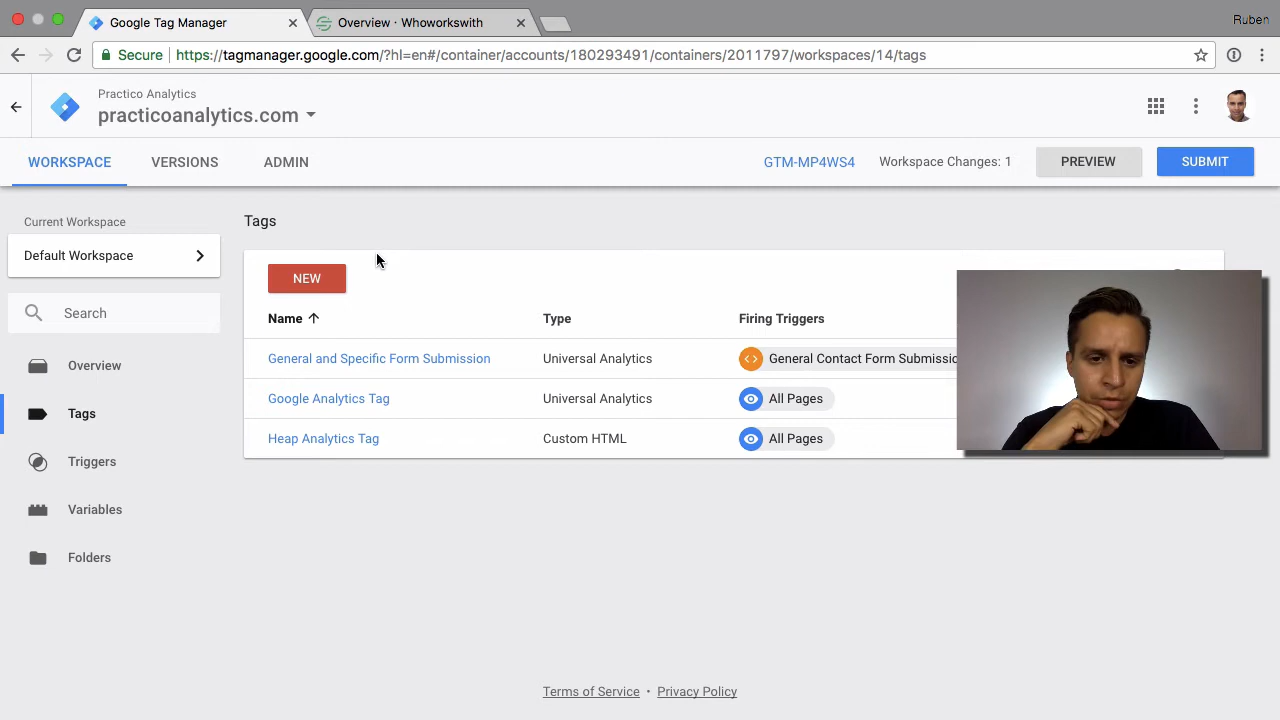 Google Tag Manager
Overview · Whoworkswith
Ruben
Secure https://tagmanager.google.com/?hl=en#/container/accounts/180293491/containers/2011797/workspaces/14/tags
Practico Analytics
practicoanalytics.com
WORKSPACE VERSIONS ADMIN GTM-MP4WS4 Workspace Changes: 1 PREVIEW SUBMIT
Current Workspace
Default Workspace
Search
Overview
Tags
Triggers
Variables
Folders
Tags
NEW
Name Type Firing Triggers
General and Specific Form Submission Universal Analytics General Contact Form
Google Analytics Tag Universal Analytics All Pages
Heap Analytics Tag Custom HTML All Pages
Terms of Service • Privacy Policy